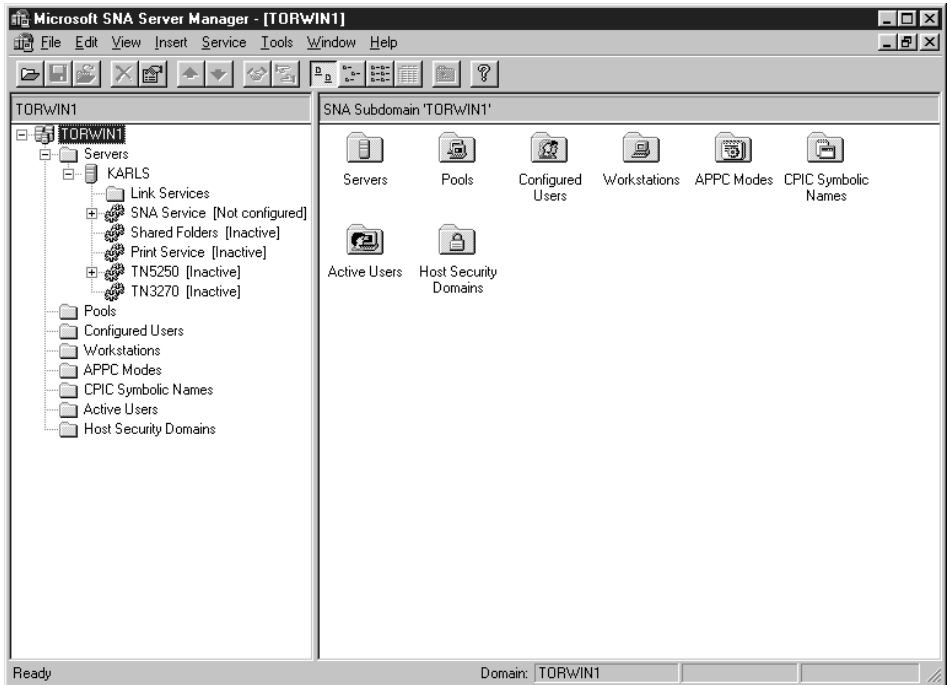 Microsoft SNA Server Manager - [TORWIN1]
File Edit View Insert Service Tools Window Help
TORWIN1
SNA Subdomain 'TORWIN1'
TORWIN1
Servers
KARLS
Link Services
SNA Service [Not configured]
Shared Folders [Inactive]
Print Service [Inactive]
TN5250 [Inactive]
TN3270 [Inactive]
Pools
Configured Users
Workstations
APPC Modes
CPIC Symbolic Names
Active Users
Host Security Domains
Servers
Pools
Configured
Users
Workstations
APPC Modes
CPIC Symbolic
Names
Active Users
Host Security
Domains
Ready
Domain: TORWIN1